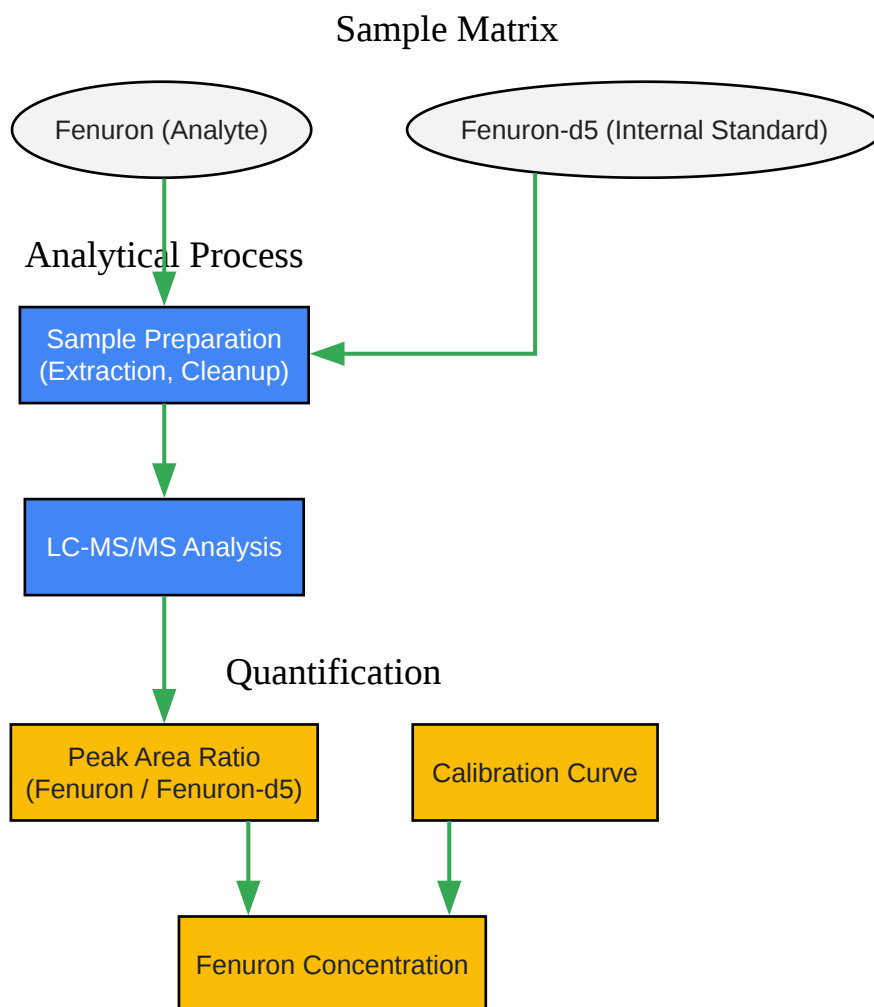 Sample Matrix
Fenuron (Analyte)
Fenuron-d5 (Internal Standard)
Analytical Process
Sample Preparation
(Extraction, Cleanup)
LC-MS/MS Analysis
Quantification
Peak Area Ratio
(Fenuron / Fenuron-d5)
Calibration Curve
Fenuron Concentration